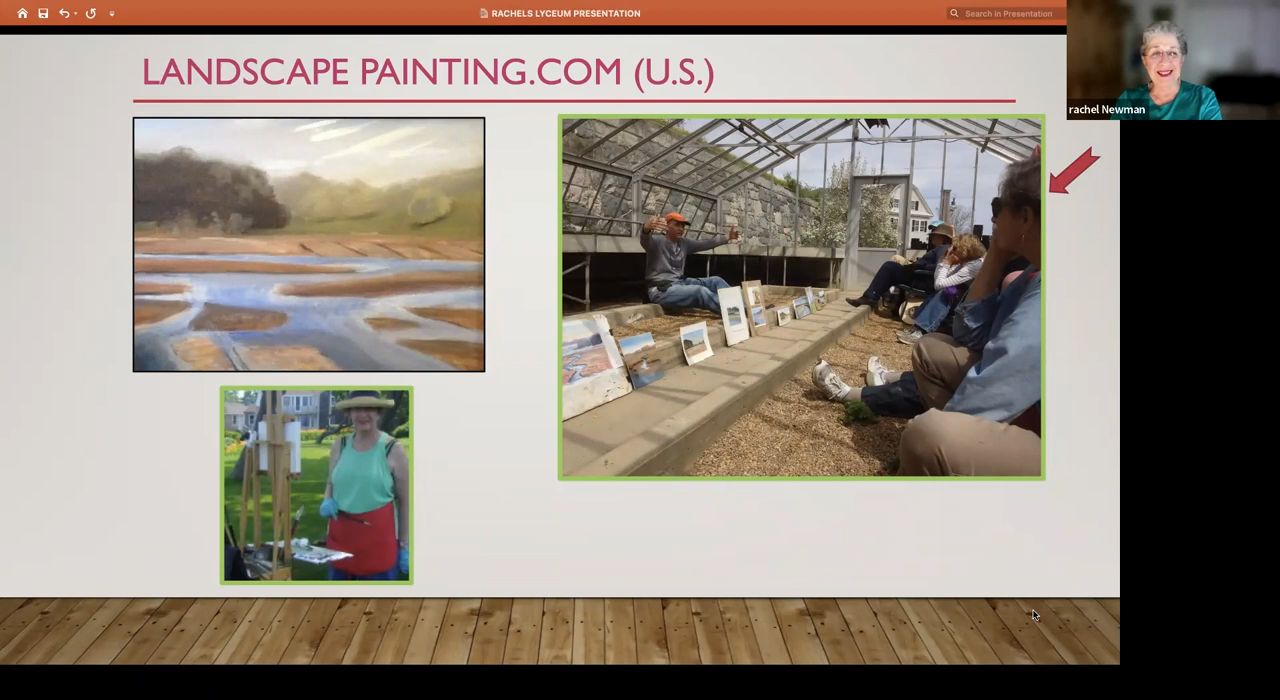 RACHELS LYCEUM PRESENTATION
Search in Presentation
LANDSCAPE PAINTING.COM (U.S.)
rachel Newman